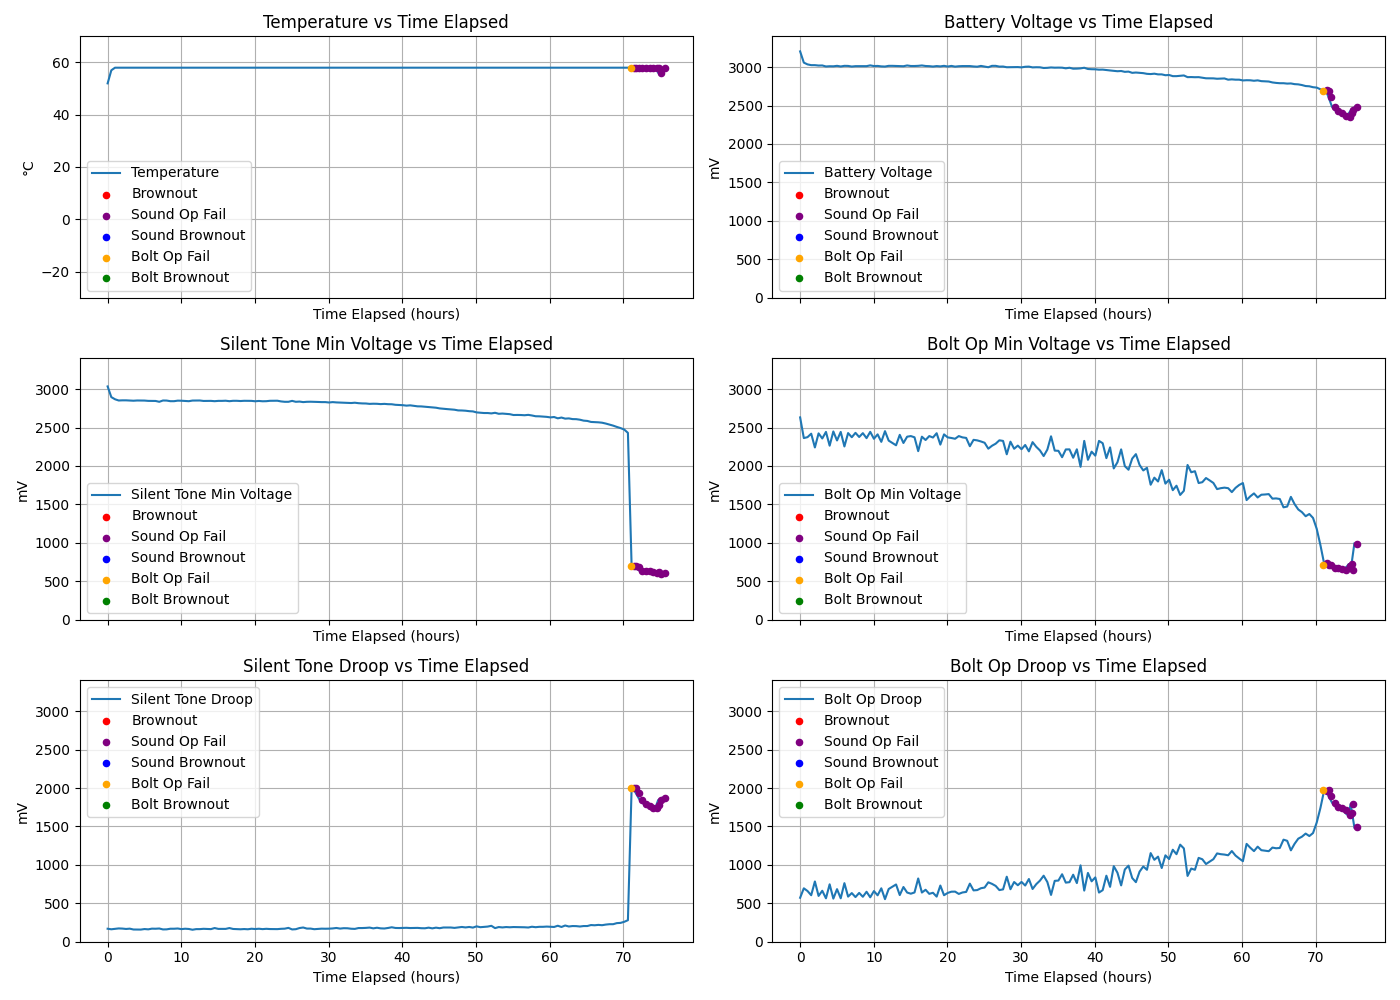 Temperature vs Time Elapsed
60
40
20
0
−20
°C
Temperature
Brownout
Sound Op Fail
Sound Brownout
Bolt Op Fail
Bolt Brownout
Time Elapsed (hours)
Battery Voltage vs Time Elapsed
3000
2500
2000
1500
1000
500
0
mV
Battery Voltage
Brownout
Sound Op Fail
Sound Brownout
Bolt Op Fail
Bolt Brownout
Time Elapsed (hours)
Silent Tone Min Voltage vs Time Elapsed
3000
2500
2000
1500
1000
500
0
mV
Silent Tone Min Voltage
Brownout
Sound Op Fail
Sound Brownout
Bolt Op Fail
Bolt Brownout
Time Elapsed (hours)
Bolt Op Min Voltage vs Time Elapsed
3000
2500
2000
1500
1000
500
0
mV
Bolt Op Min Voltage
Brownout
Sound Op Fail
Sound Brownout
Bolt Op Fail
Bolt Brownout
Time Elapsed (hours)
Silent Tone Droop vs Time Elapsed
3000
2500
2000
1500
1000
500
0
mV
Silent Tone Droop
Brownout
Sound Op Fail
Sound Brownout
Bolt Op Fail
Bolt Brownout
0 10 20 30 40 50 60 70
Time Elapsed (hours)
Bolt Op Droop vs Time Elapsed
3000
2500
2000
1500
1000
500
0
mV
Bolt Op Droop
Brownout
Sound Op Fail
Sound Brownout
Bolt Op Fail
Bolt Brownout
0 10 20 30 40 50 60 70
Time Elapsed (hours)